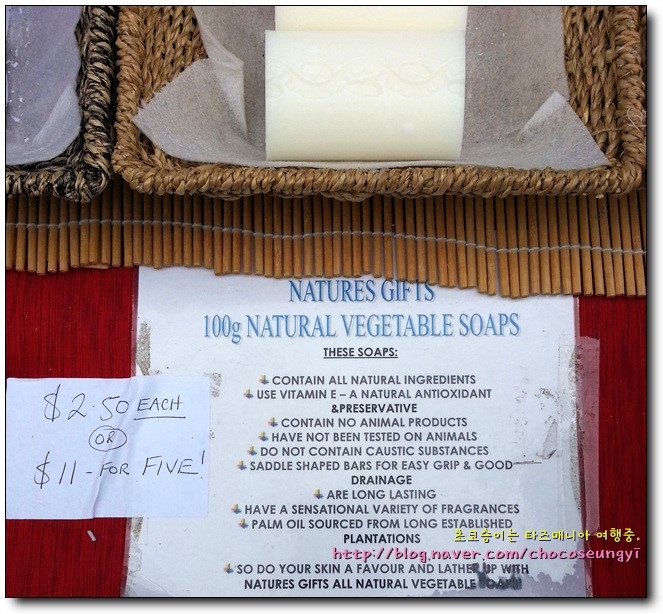 NATURES GIFTS
100g NATURAL VEGETABLE SOAPS
THESE SOAPS:
CONTAIN ALL NATURAL INGREDIENTS
USE VITAMIN E – A NATURAL ANTIOXIDANT
&PRESERVATIVE
CONTAIN NO ANIMAL PRODUCTS
HAVE NOT BEEN TESTED ON ANIMALS
DO NOT CONTAIN CAUSTIC SUBSTANCES
SADDLE SHAPED BARS FOR EASY GRIP & GOOD
DRAINAGE
ARE LONG LASTING
HAVE A SENSATIONAL VARIETY OF FRAGRANCES
PALM OIL SOURCED FROM LONG ESTABLISHED
PLANTATIONS
SO DO YOUR SKIN A FAVOUR AND LATHER UP WITH
NATURES GIFTS ALL NATURAL VEGETABLE
$2.50 EACH
OR
$11 - FOR FIVE!
초코승이는 타즈매니아 여행중.
http://blog.naver.com/chocoseungyi